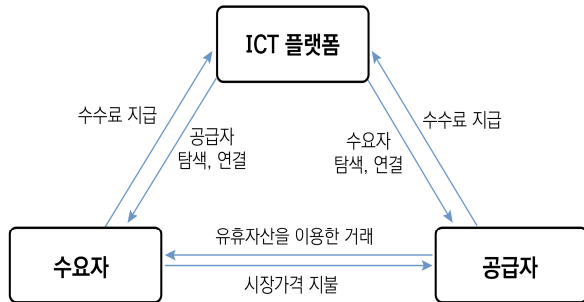 ICT 플랫폼
수수료 지급
공급자
탐색, 연결
수요자
탐색, 연결
수수료 지급
수요자
유휴자산을 이용한 거래
시장가격 지불
공급자